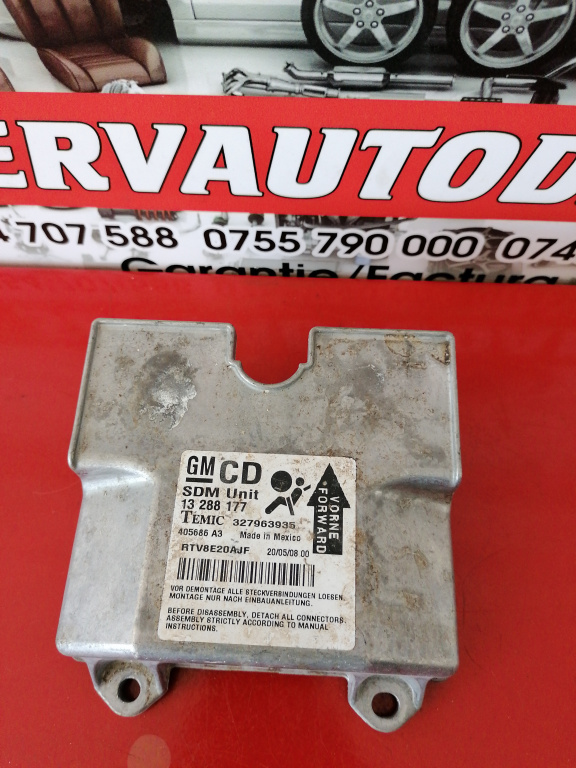 ERVAUTOD
707 588 0755 790 000 074
Garantie/Factura
GM CD
SDM Unit
13 288 177
TEMIC 327963935
405686 A3 Made in Mexico
RTV8E20AJF 20/05/08 00
VORNE
FORWARD
VOR DEMONTAGE ALLE STECKVERBINDUNGEN LOESEN.
MONTAGE NUR NACH EINBAUANLEITUNG.
BEFORE DISASSEMBLY, DETACH ALL CONNECTORS.
ASSEMBLY STRICTLY ACCORDING TO MANUAL
INSTRUCTIONS.